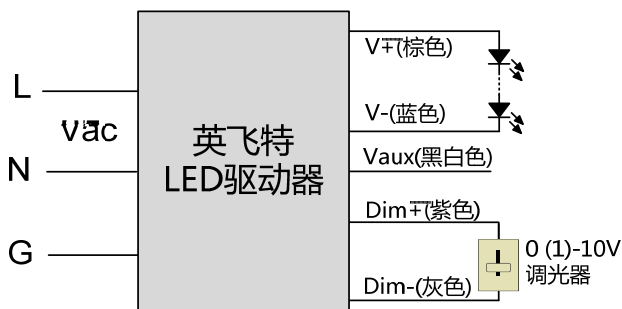 L
Vac
N
G
英飞特
LED驱动器
V+(棕色)
V-(蓝色)
Vaux(黑白色)
Dim+(紫色)
Dim-(灰色)
0 (1)-10V
调光器